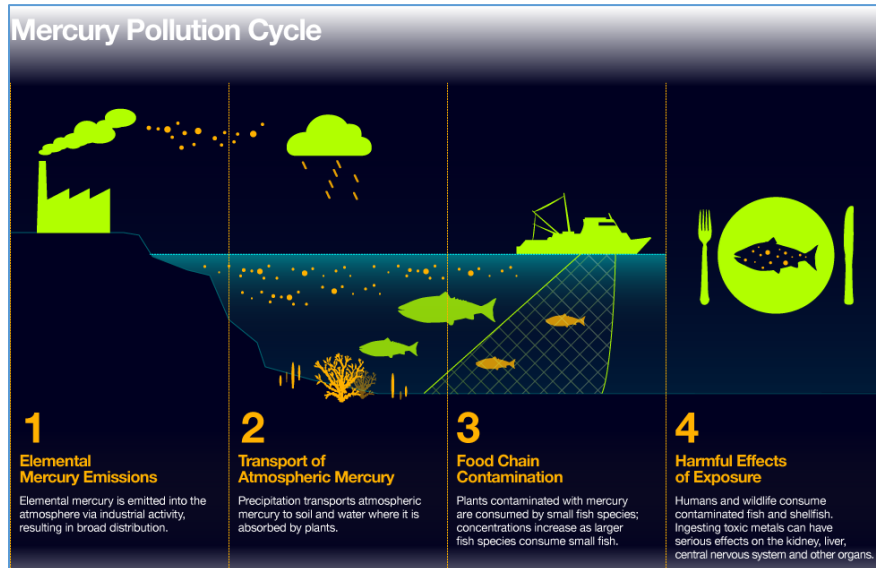 Mercury Pollution Cycle
1
Elemental
Mercury Emissions
Elemental mercury is emitted into the
atmosphere via industrial activity,
resulting in broad distribution.
2
Transport of
Atmospheric Mercury
Precipitation transports atmospheric
mercury to soil and water where it is
absorbed by plants.
3
Food Chain
Contamination
Plants contaminated with mercury
are consumed by small fish species;
concentrations increase as larger
fish species consume small fish.
4
Harmful Effects
of Exposure
Humans and wildlife consume
contaminated fish and shellfish.
Ingesting toxic metals can have
serious effects on the kidney, liver,
central nervous system and other organs.